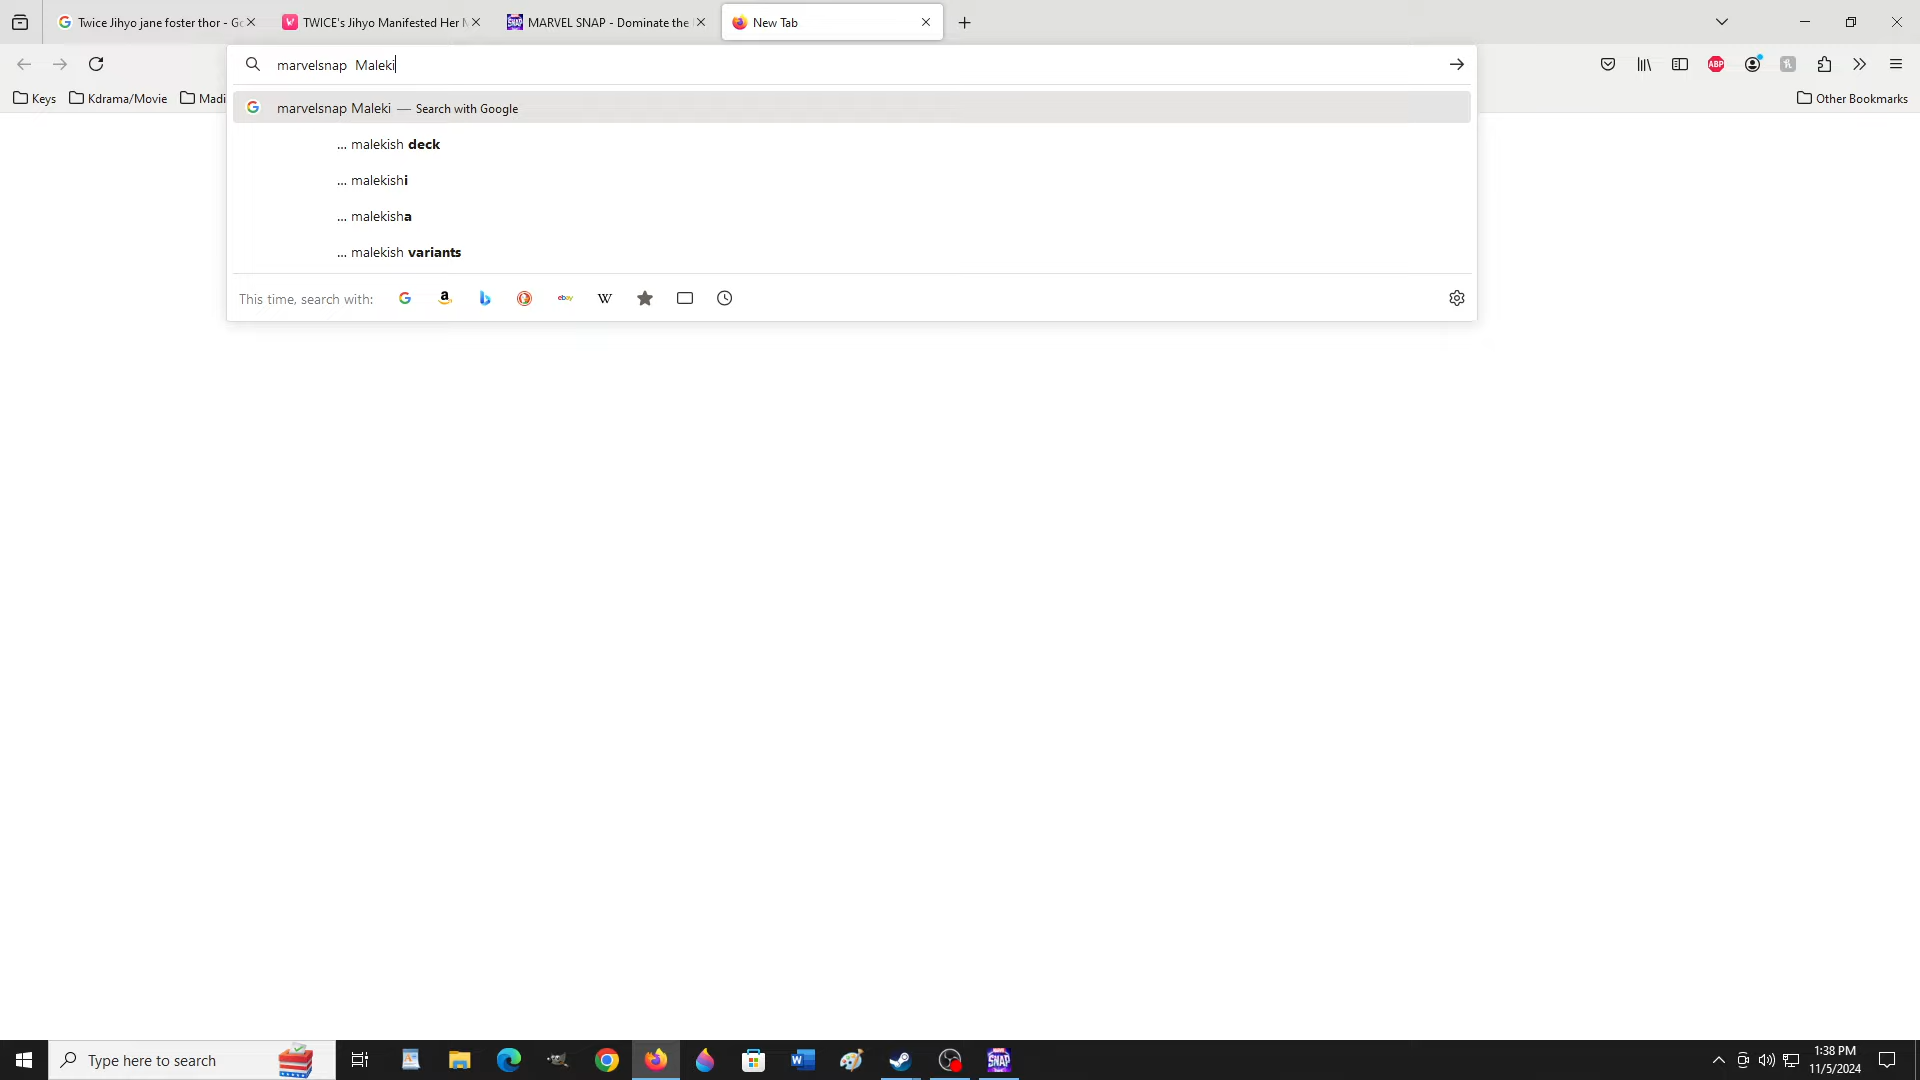 Twice Jihyo jane foster thor - Go
TWICE's Jihyo Manifested Her M
MARVEL SNAP - Dominate the
New Tab
marvelsnap  Maleki
Keys
Kdrama/Movie
Madi
Other Bookmarks
marvelsnap Maleki — Search with Google
... malekish deck
... malekishi
... malekisha
... malekish variants
This time, search with:
ABP
Type here to search
1:38 PM
11/5/2024